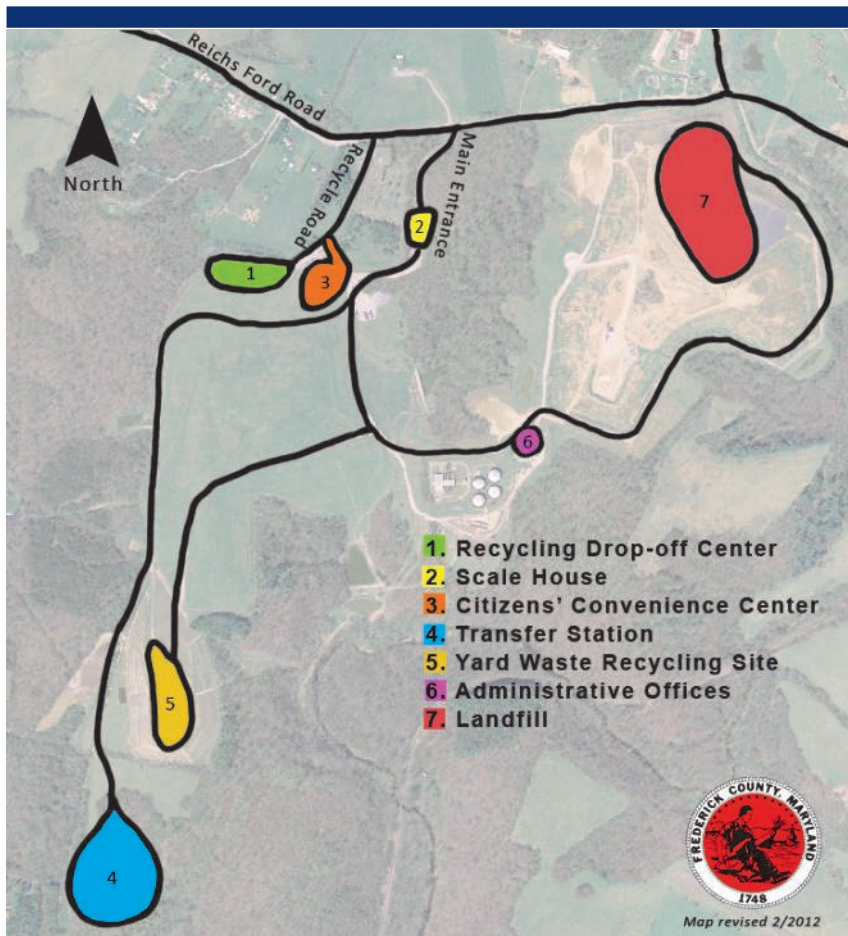 Reichs Ford Road
North
Recycle Road
Main Entrance
1
2
3
7
6
5
4
1. Recycling Drop-off Center
2. Scale House
3. Citizens' Convenience Center
4. Transfer Station
5. Yard Waste Recycling Site
6. Administrative Offices
7. Landfill
FREDERICK COUNTY, MARYLAND
1748
Map revised 2/2012